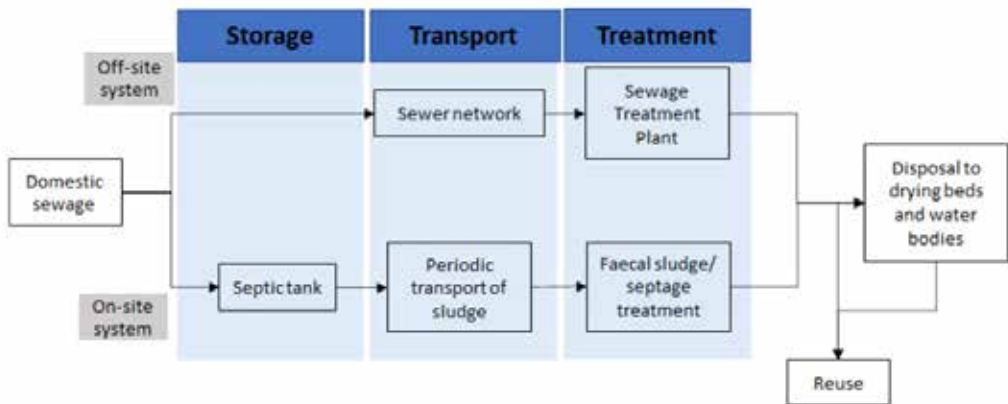 Storage
Transport
Treatment
Off-site
system
Sewer network
Sewage
Treatment
Plant
Domestic
sewage
Disposal to
drying beds
and water
bodies
Septic tank
Periodic
transport of
sludge
Faecal sludge/
septage
treatment
On-site
system
Reuse